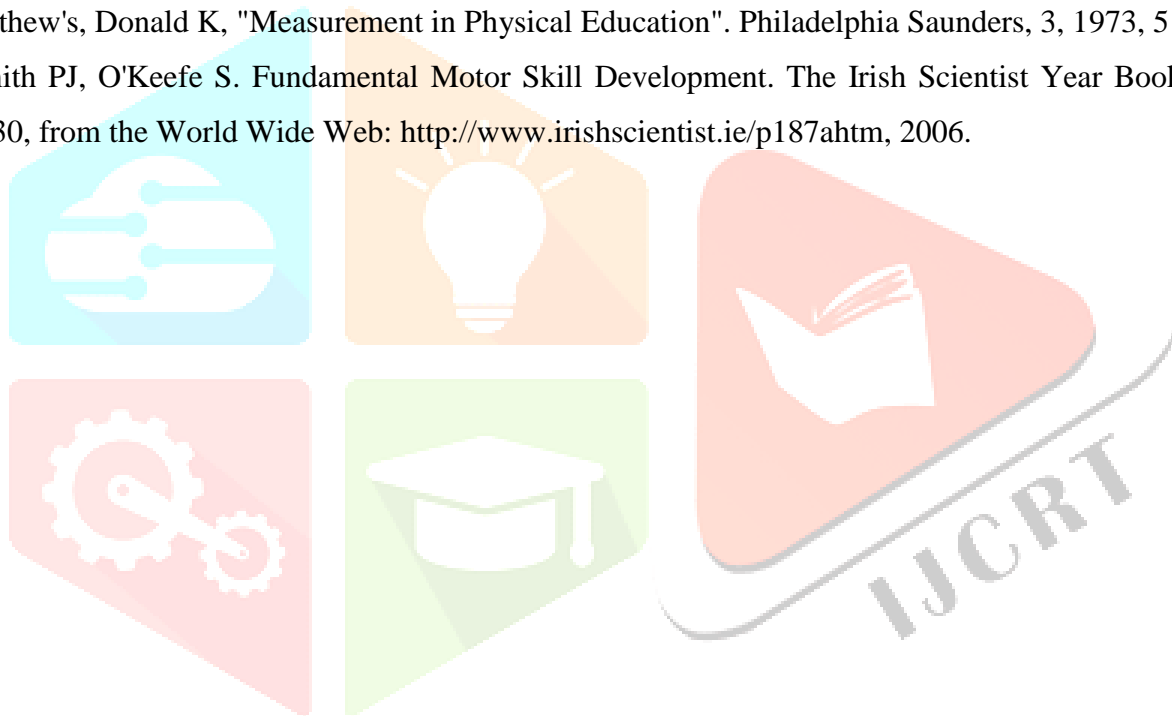 thew's, Donald K, "Measurement in Physical Education". Philadelphia Saunders, 3, 1973, 5
ith PJ, O'Keefe S. Fundamental Motor Skill Development. The Irish Scientist Year Book
30, from the World Wide Web: http://www.irishscientist.ie/p187ahtm, 2006.
IJCRT